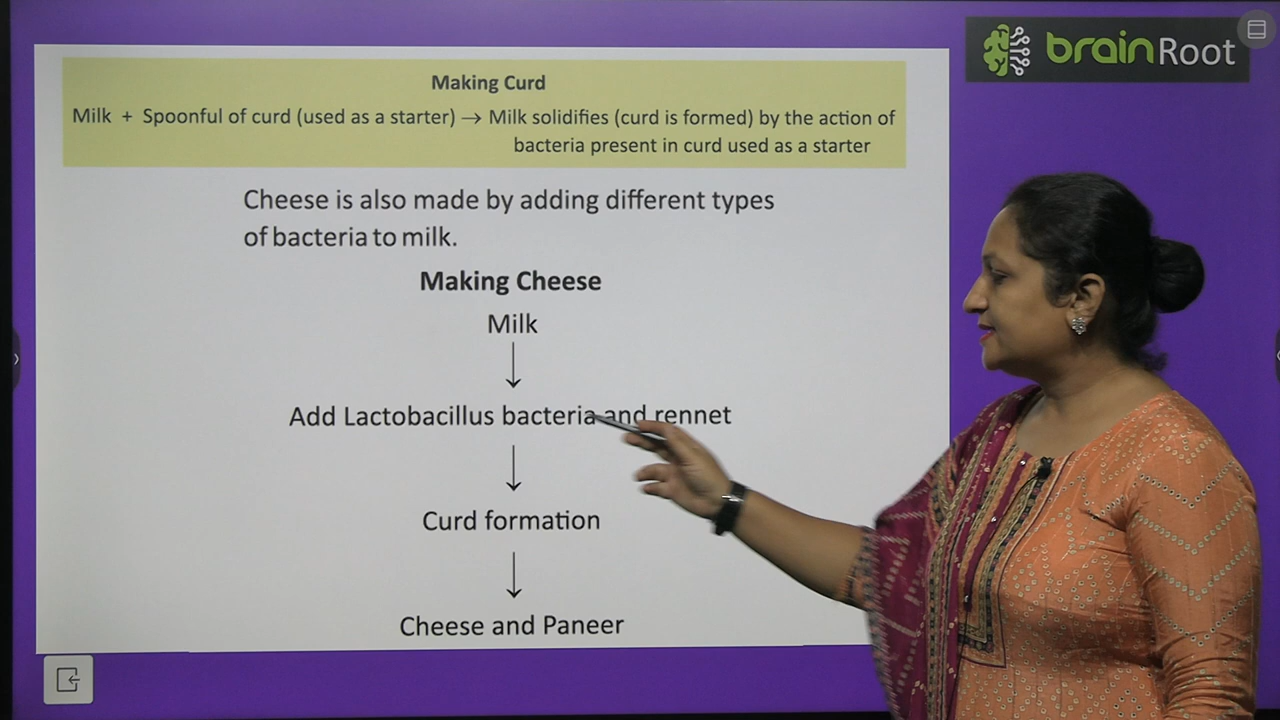 brainRoot
Making Curd
Milk + Spoonful of curd (used as a starter) → Milk solidifies (curd is formed) by the action of
bacteria present in curd used as a starter
Cheese is also made by adding different types
of bacteria to milk.
Making Cheese
Milk
Add Lactobacillus bacteria and rennet
Curd formation
Cheese and Paneer